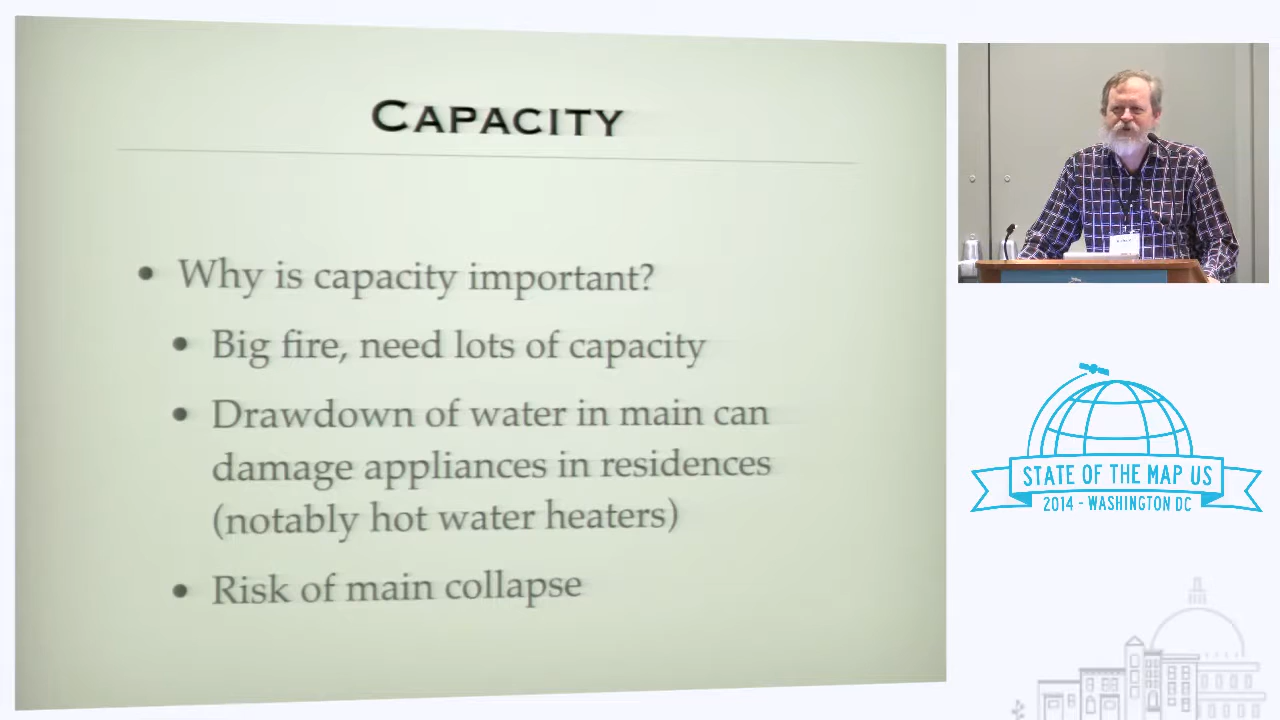 CAPACITY
Why is capacity important?
Big fire, need lots of capacity
Drawdown of water in main can
damage appliances in residences
(notably hot water heaters)
Risk of main collapse
STATE OF THE MAP US
2014 - WASHINGTON DC